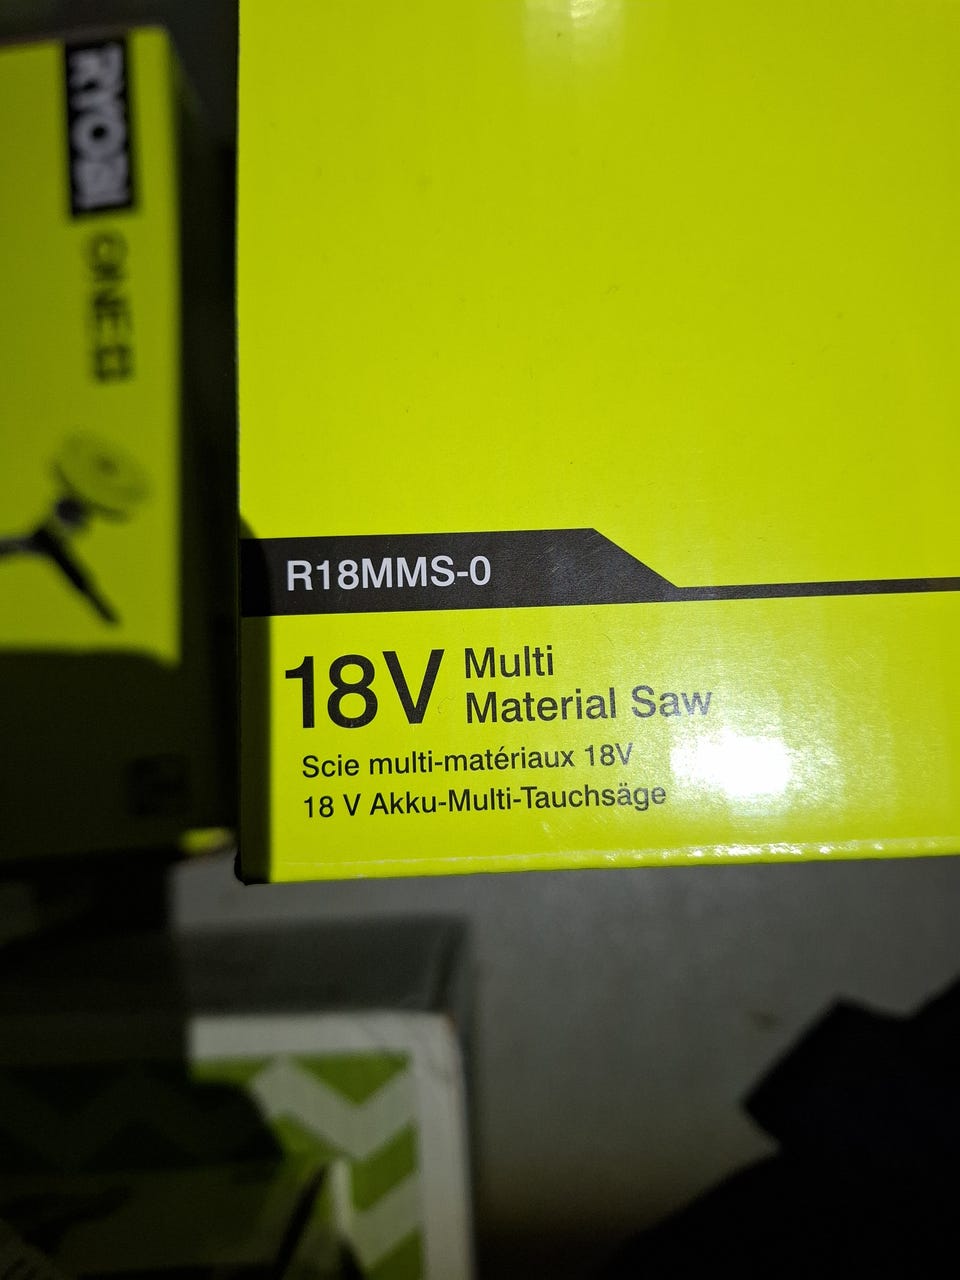 RYOBI
ONE+
R18MMS-0
18V Multi
Material Saw
Scie multi-matériaux 18V
18 V Akku-Multi-Tauchsäge